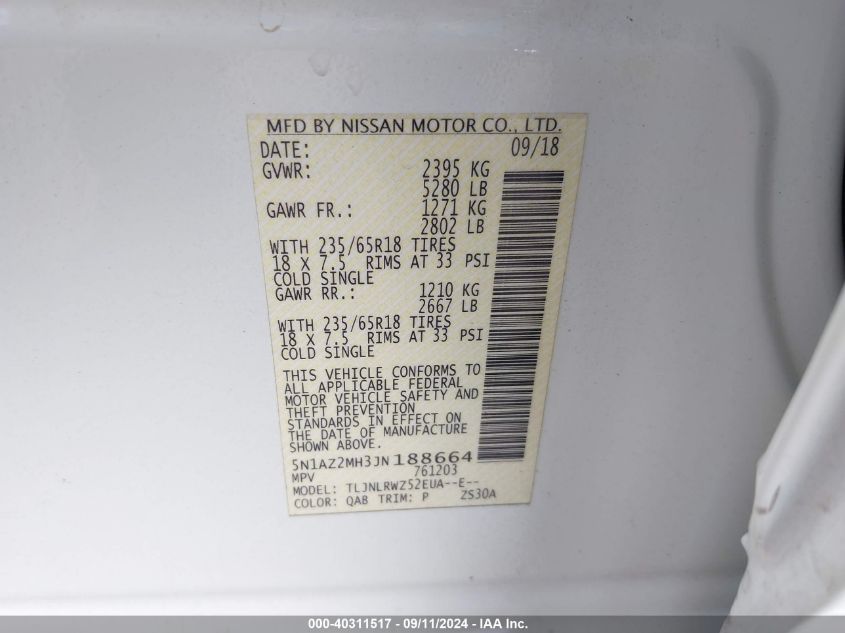 MFD BY NISSAN MOTOR CO., LTD.
DATE: 09/18
GVWR: 2395 KG
5280 LB
GAWR FR.: 1271 KG
2802 LB
WITH 235/65R18 TIRES
18 X 7.5 RIMS AT 33 PSI
COLD SINGLE
GAWR RR.: 1210 KG
2667 LB
WITH 235/65R18 TIRES
18 X 7.5 RIMS AT 33 PSI
COLD SINGLE
THIS VEHICLE CONFORMS TO
ALL APPLICABLE FEDERAL
MOTOR VEHICLE SAFETY AND
THEFT PREVENTION
STANDARDS IN EFFECT ON
THE DATE OF MANUFACTURE
SHOWN ABOVE.
5N1AZ2MH3JN188664
MPV 761203
MODEL: TLJNLRWZ52EUA--E--
COLOR: QAB TRIM: P ZS30A
000-40311517 - 09/11/2024 - IAA Inc.